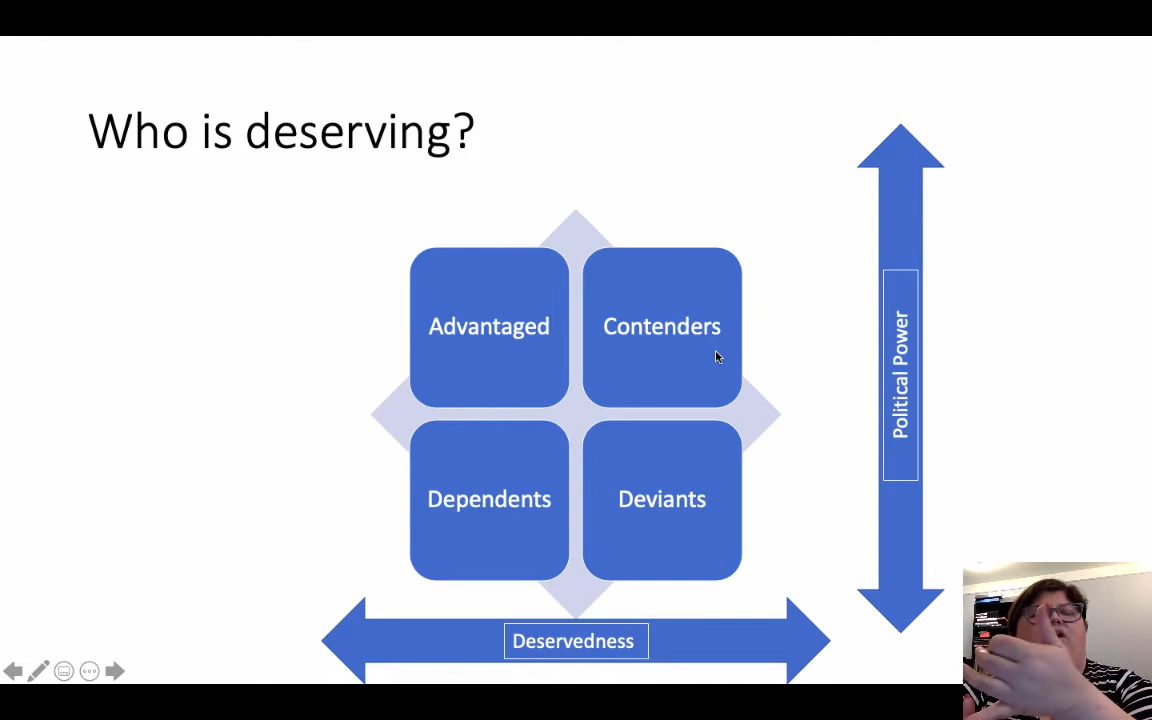 Who is deserving?
Advantaged
Contenders
Dependents
Deviants
Political Power
Deservedness